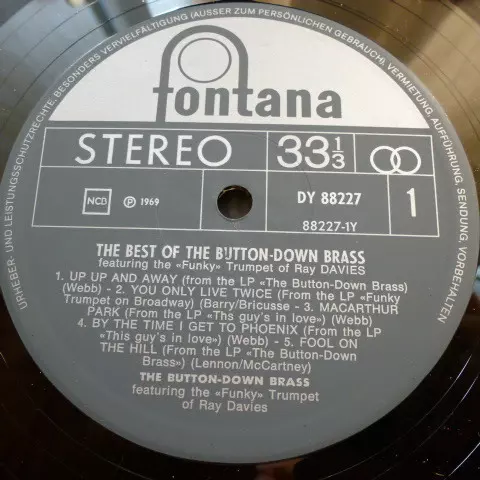 URHEBER- UND LEISTUNGSSCHUTZRECHTE, BESONDERS VERVIELFÄLTIGUNG (AUSSER ZUM PERSÖNLICHEN GEBRAUCH), VERMIETUNG, AUFFÜHRUNG, SENDUNG, VORBEHALTEN
fontana
STEREO 33 1/3
NCB ℗ 1969 DY 88227 1
88227-1Y
THE BEST OF THE BUTTON-DOWN BRASS
featuring the «Funky» Trumpet of Ray DAVIES
1. UP UP AND AWAY (from the LP «The Button-Down Brass)
(Webb) - 2. YOU ONLY LIVE TWICE (From the LP «Funky
Trumpet on Broadway) (Barry/Bricusse - 3. MACARTHUR
PARK (From the LP «Ths guy's in love») (Webb)
4. BY THE TIME I GET TO PHOENIX (From the LP
«This guy's in love») (Webb) - 5. FOOL ON
THE HILL (From the LP «The Button-Down
Brass») (Lennon/McCartney)
THE BUTTON-DOWN BRASS
featuring the «Funky» Trumpet
of Ray Davies